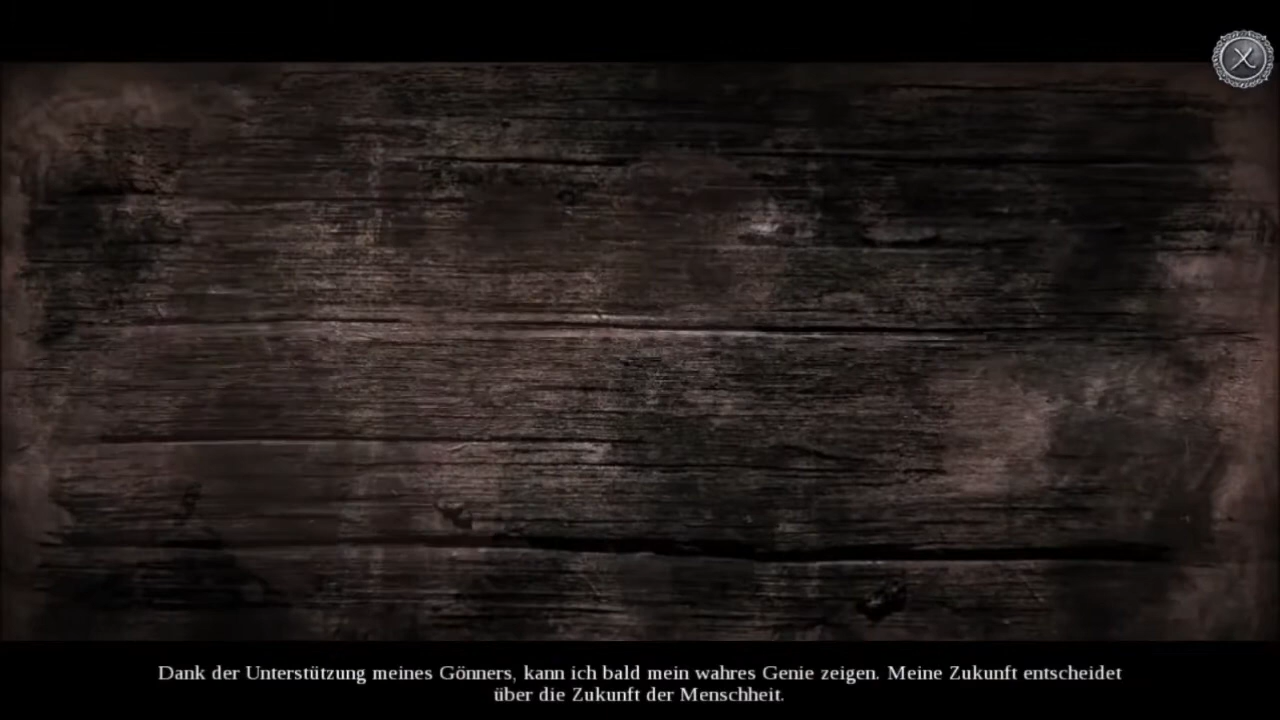 X
Dank der Unterstützung meines Gönners, kann ich bald mein wahres Genie zeigen. Meine Zukunft entscheidet
über die Zukunft der Menschheit.